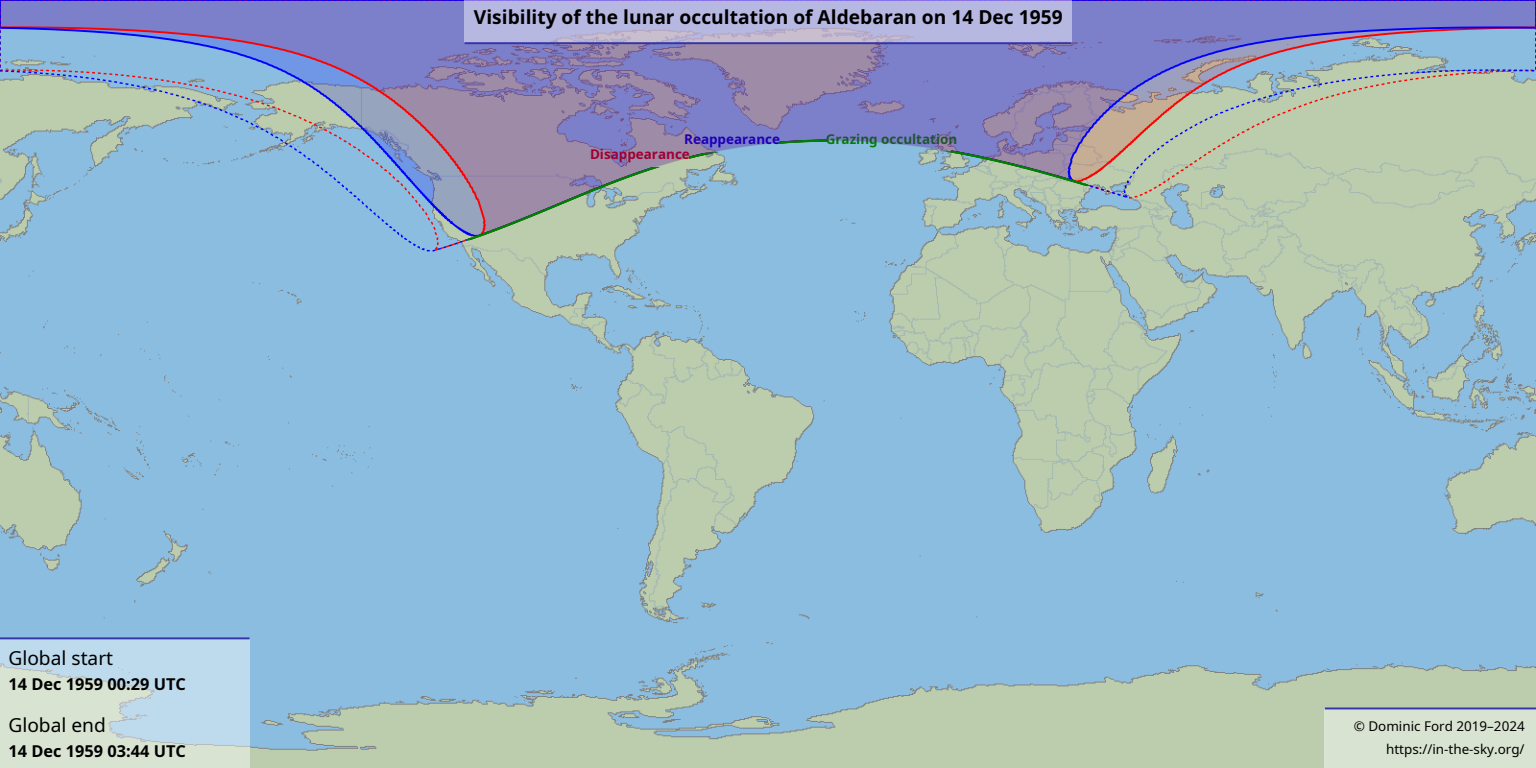 Visibility of the lunar occultation of Aldebaran on 14 Dec 1959
Reappearance
Grazing occultation
Disappearance
Global start
14 Dec 1959 00:29 UTC
Global end
14 Dec 1959 03:44 UTC
© Dominic Ford 2019–2024
https://in-the-sky.org/